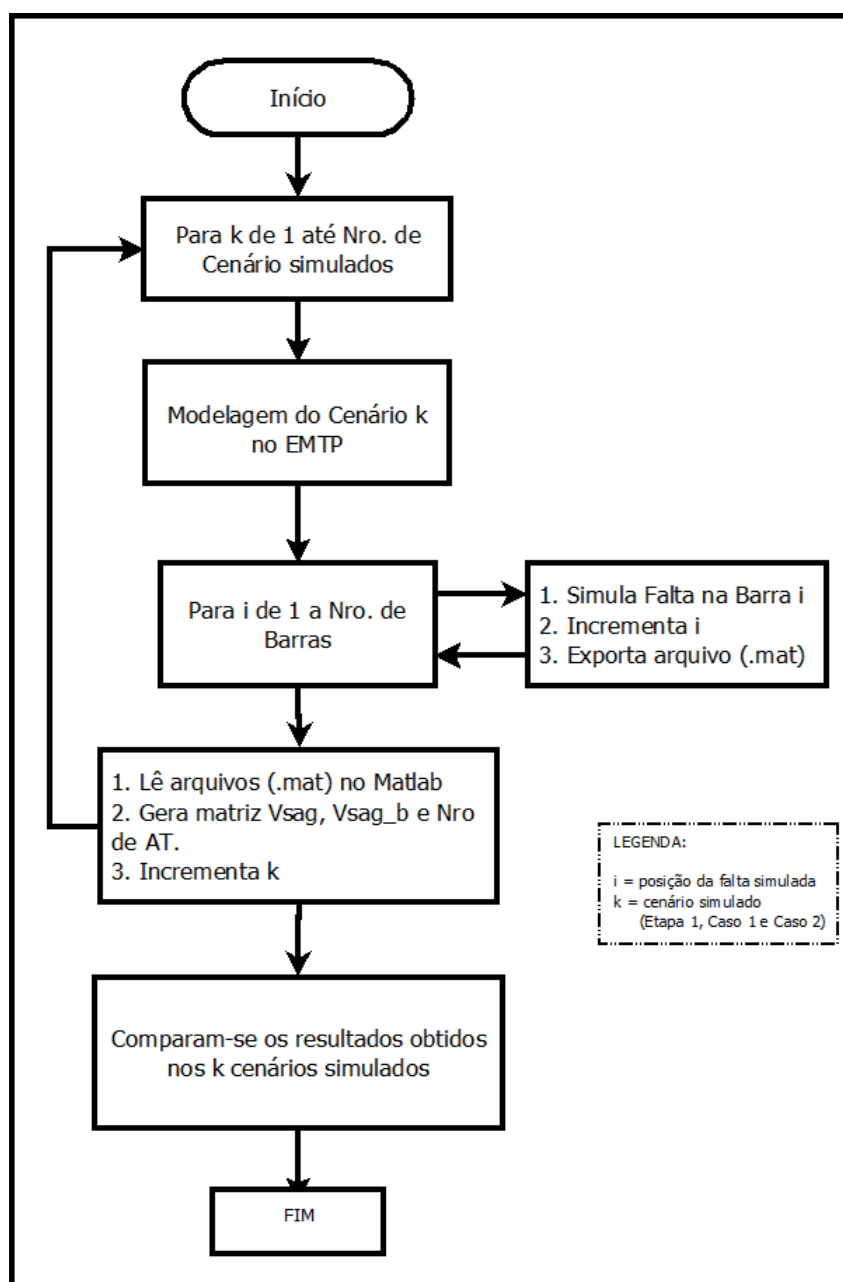 Início
Para k de 1 até Nro. de
Cenário simulados
Modelagem do Cenário k
no EMTP
Para i de 1 a Nro. de
Barras
1. Simula Falta na Barra i
2. Incrementa i
3. Exporta arquivo (.mat)
1. Lê arquivos (.mat) no Matlab
2. Gera matriz Vsag, Vsag_b e Nro
de AT.
3. Incrementa k
LEGENDA:
i = posição da falta simulada
k = cenário simulado
(Etapa 1, Caso 1 e Caso 2)
Comparam-se os resultados obtidos
nos k cenários simulados
FIM